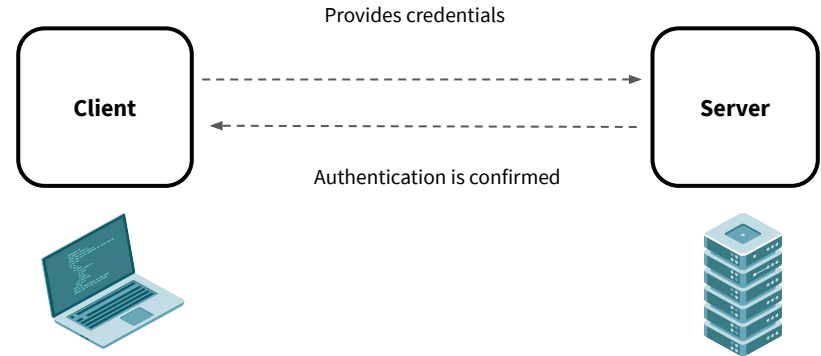 Provides credentials
Client
Server
Authentication is confirmed